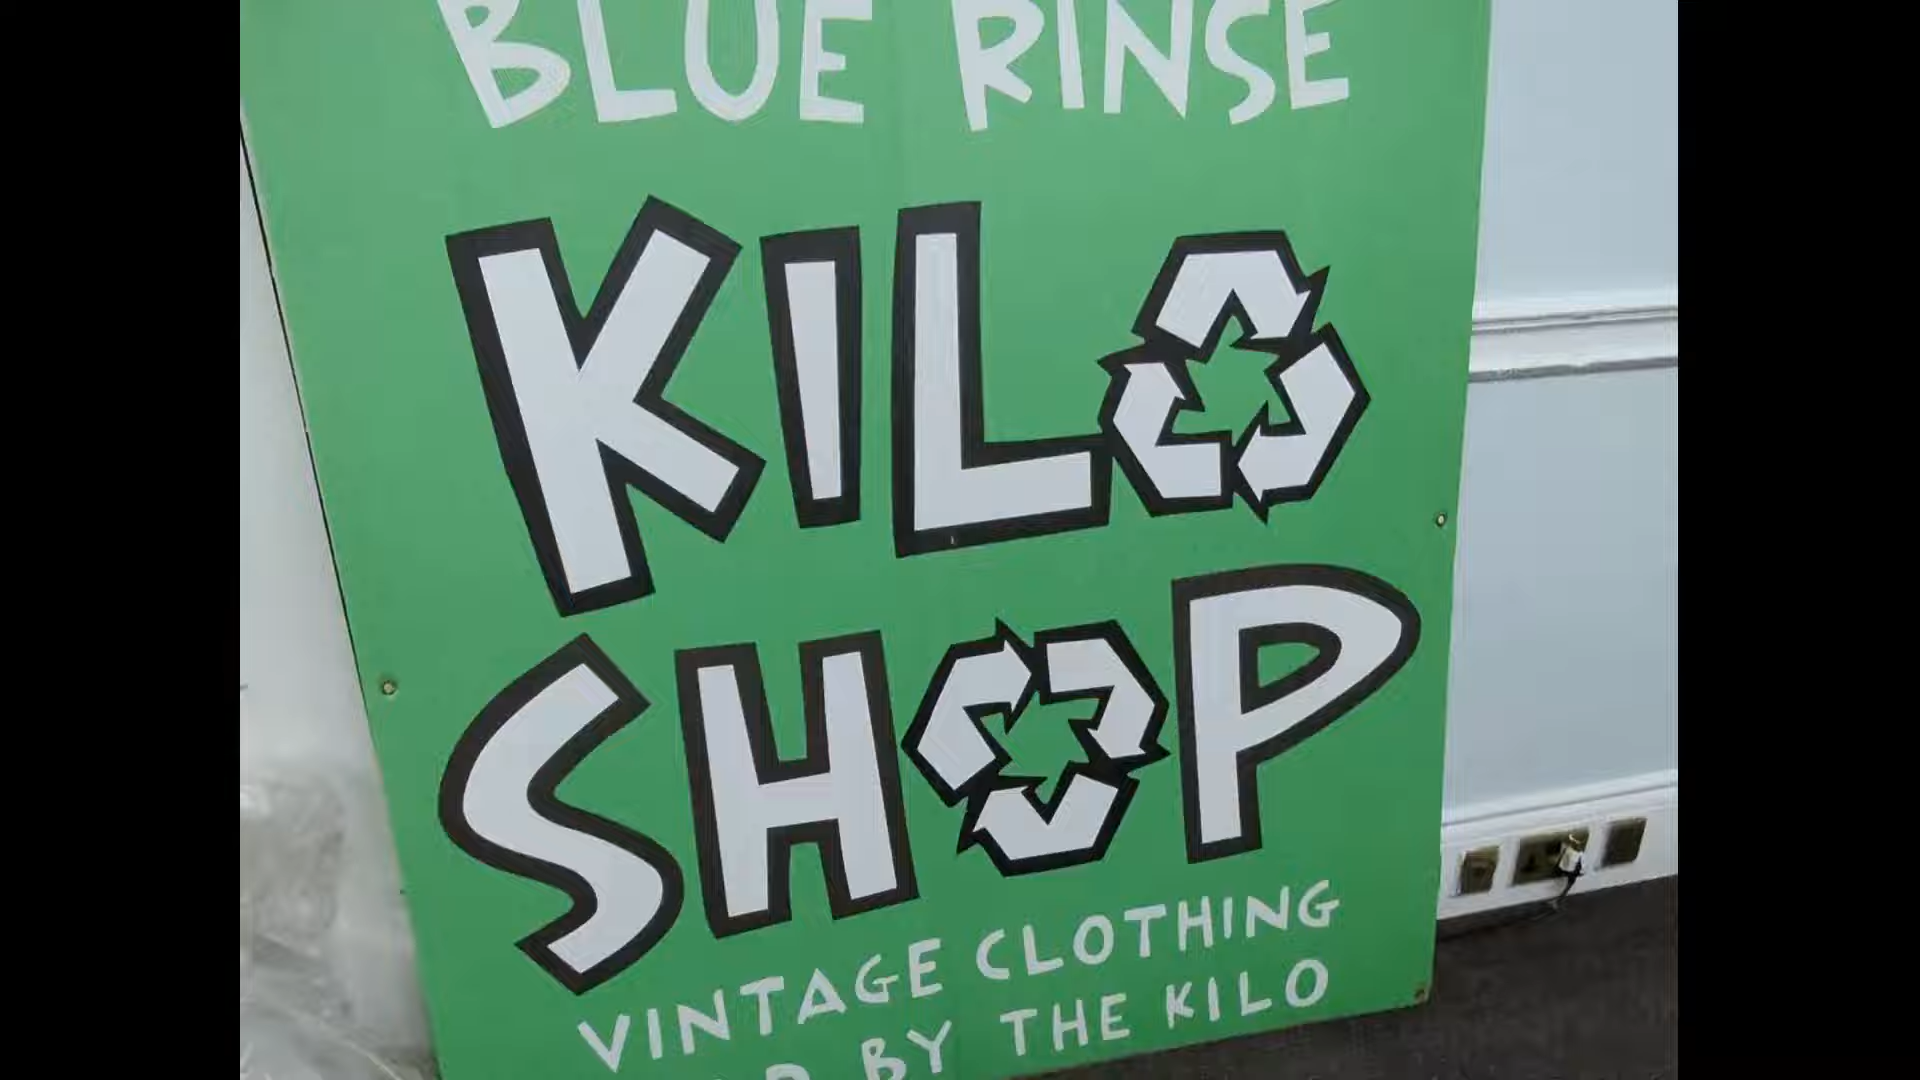 BLUE RINSE
KILO
SHOP
VINTAGE CLOTHING
BY THE KILO